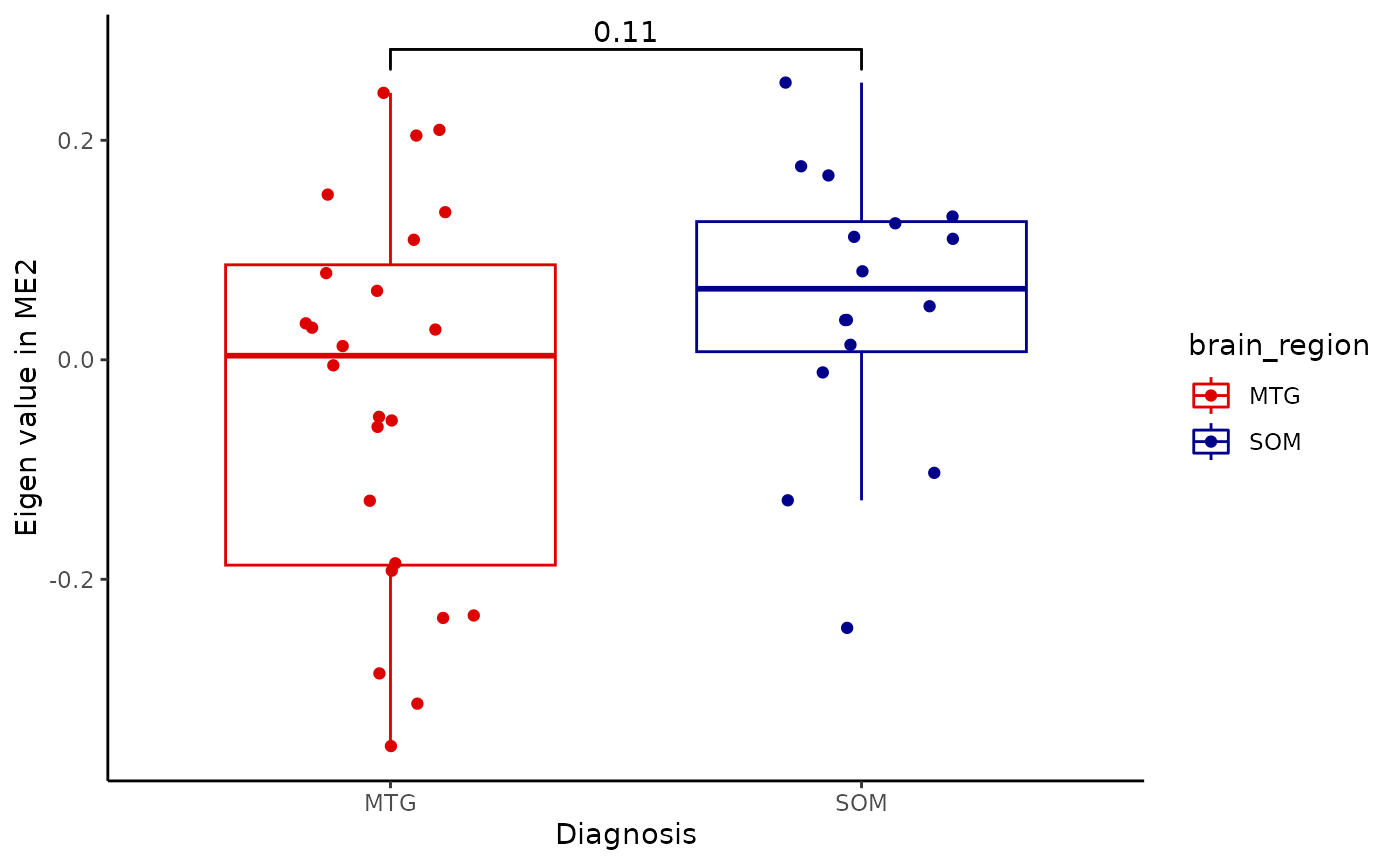 0.11
0.2
0.0
-0.2
Eigen value in ME2
MTG
SOM
Diagnosis
brain_region
MTG
SOM